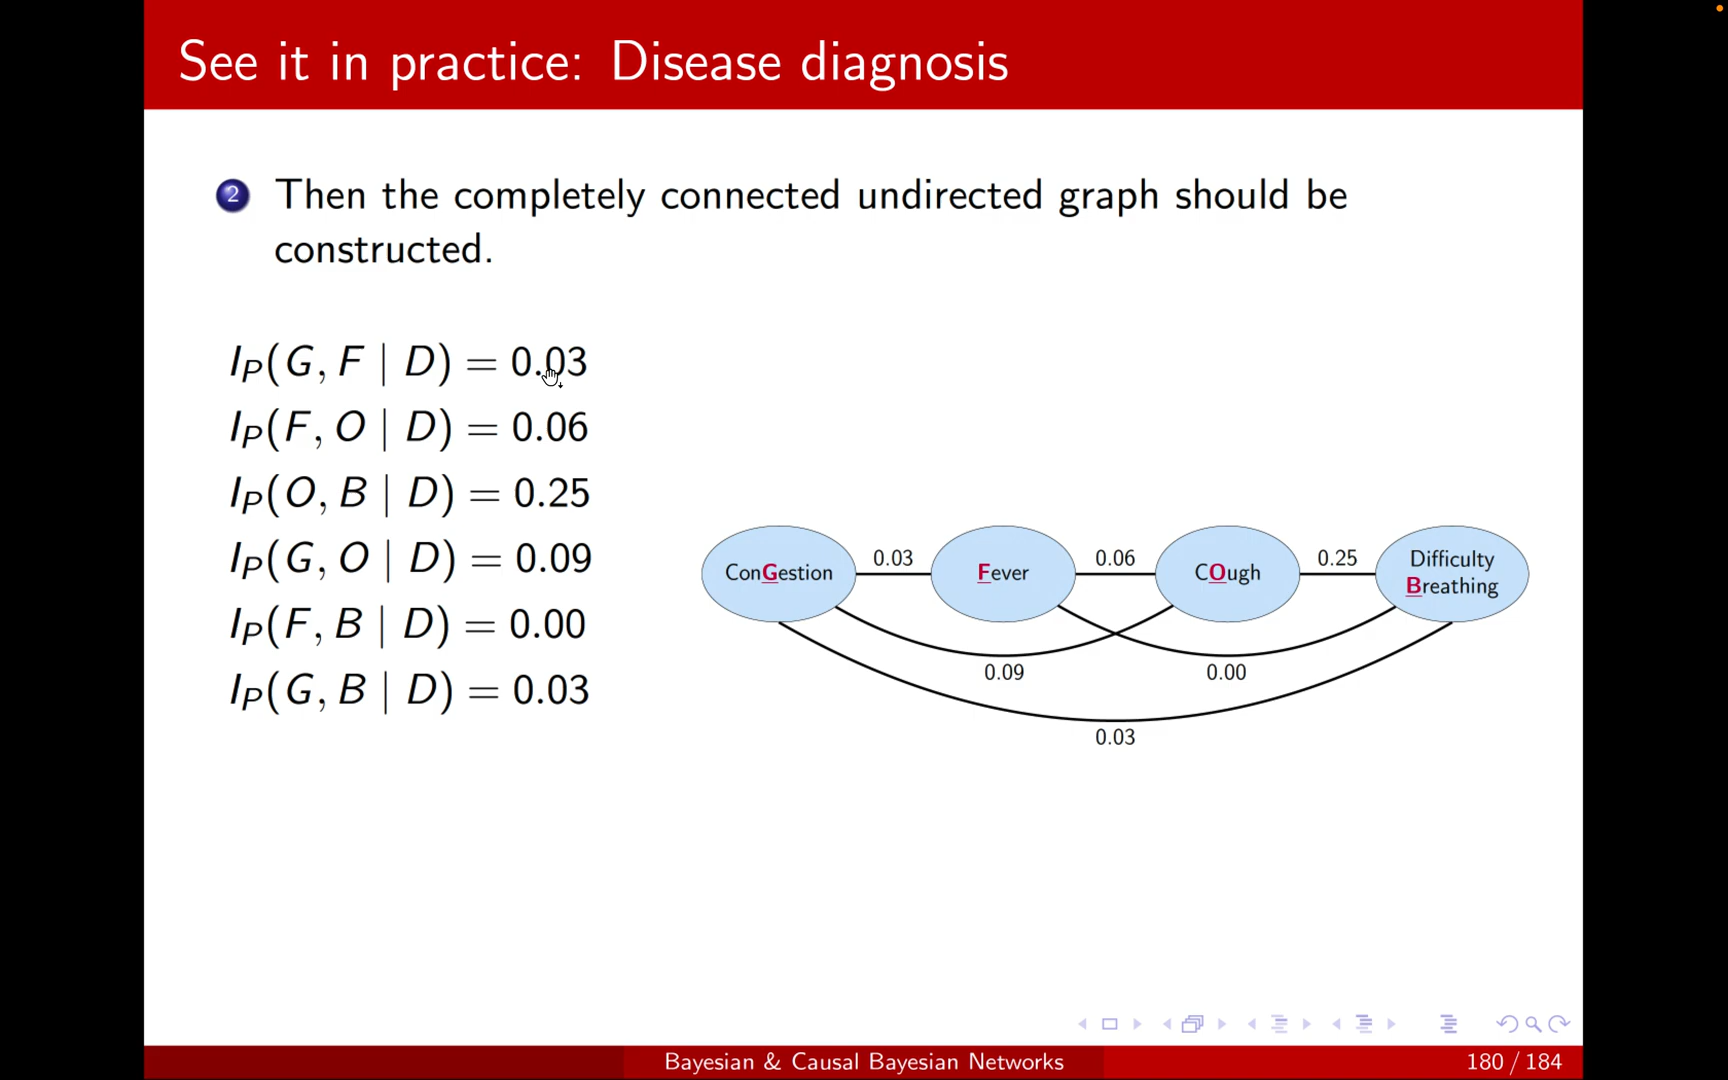 See it in practice: Disease diagnosis
2 Then the completely connected undirected graph should be
constructed.
I_P(G, F | D) = 0.03
I_P(F, O | D) = 0.06
I_P(O, B | D) = 0.25
I_P(G, O | D) = 0.09
I_P(F, B | D) = 0.00
I_P(G, B | D) = 0.03
ConGestion 0.03 Fever 0.06 COugh 0.25 Difficulty
Breathing
0.09 0.00
0.03
Bayesian & Causal Bayesian Networks 180 / 184